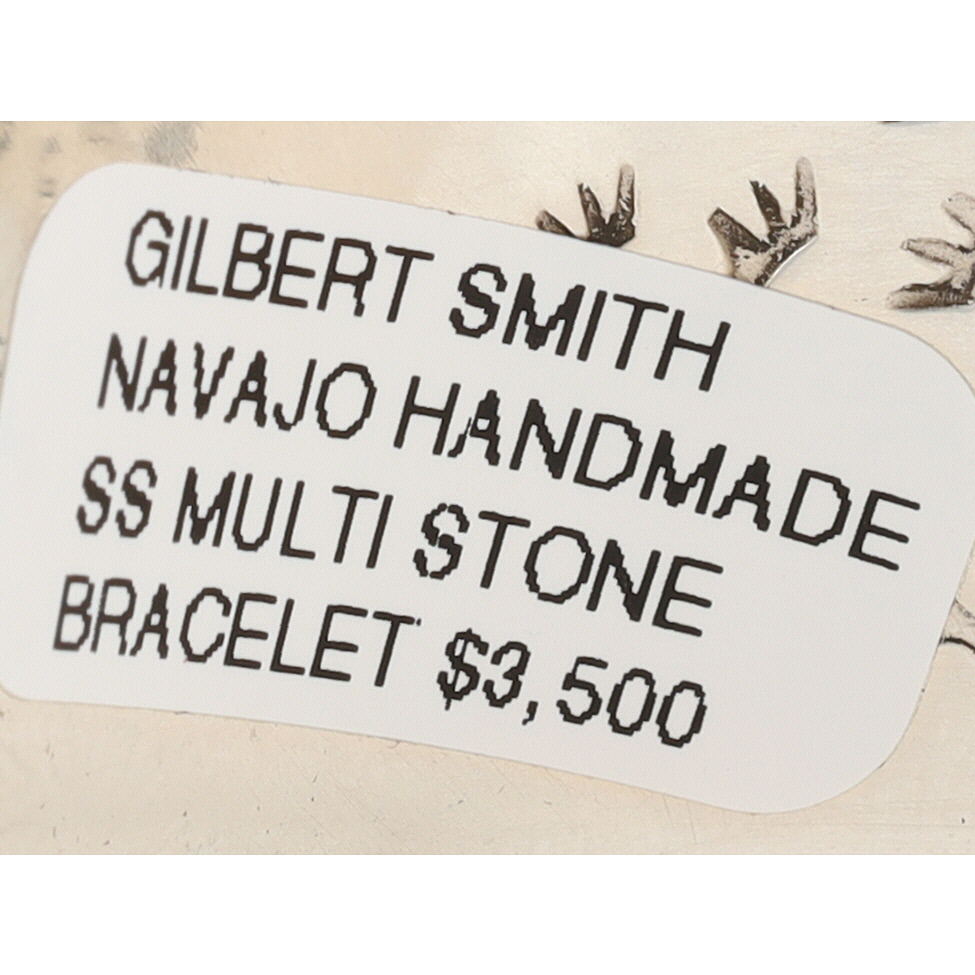 GILBERT SMITH
NAVAJO HANDMADE
SS MULTI STONE
BRACELET $3,500